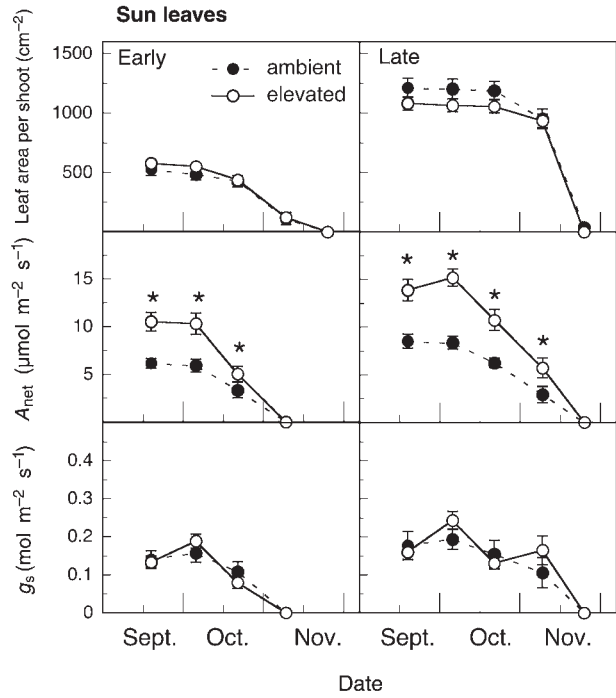 Sun leaves
Leaf area per shoot (cm⁻²)
1500
1000
500
Early
ambient
elevated
Late
A_net (µmol m⁻² s⁻¹)
15
10
5
* * *
* * * *
g_s (mol m⁻² s⁻¹)
0.4
0.3
0.2
0.1
0
Sept. Oct. Nov. Sept. Oct. Nov.
Date